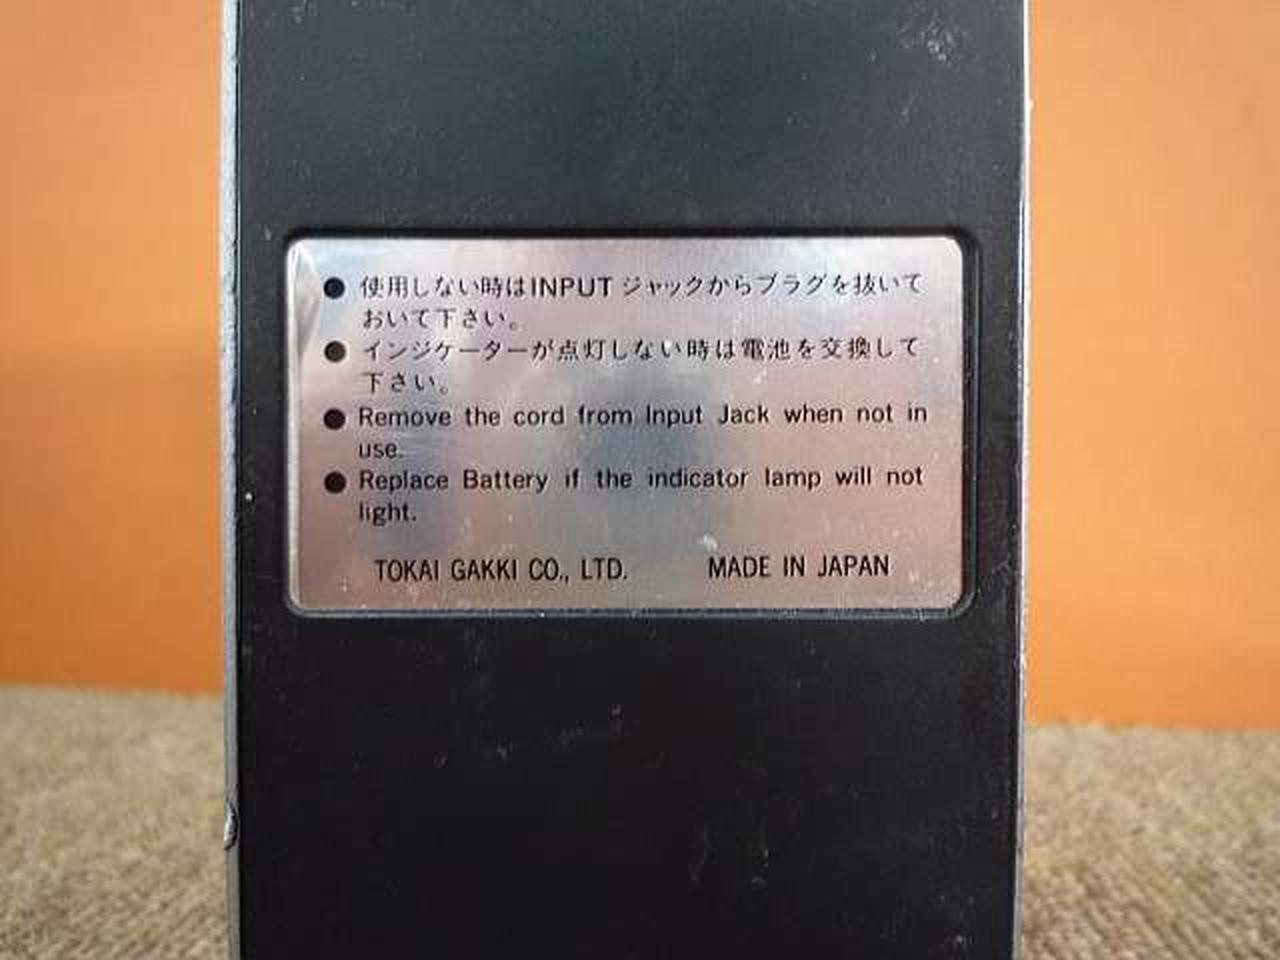 ● 使用しない時はINPUT ジャックからプラグを抜いて
おいて下さい。
● インジケーターが点灯しない時は電池を交換して
下さい。
● Remove the cord from Input Jack when not in
use.
● Replace Battery if the indicator lamp will not
light.
TOKAI GAKKI CO., LTD. MADE IN JAPAN